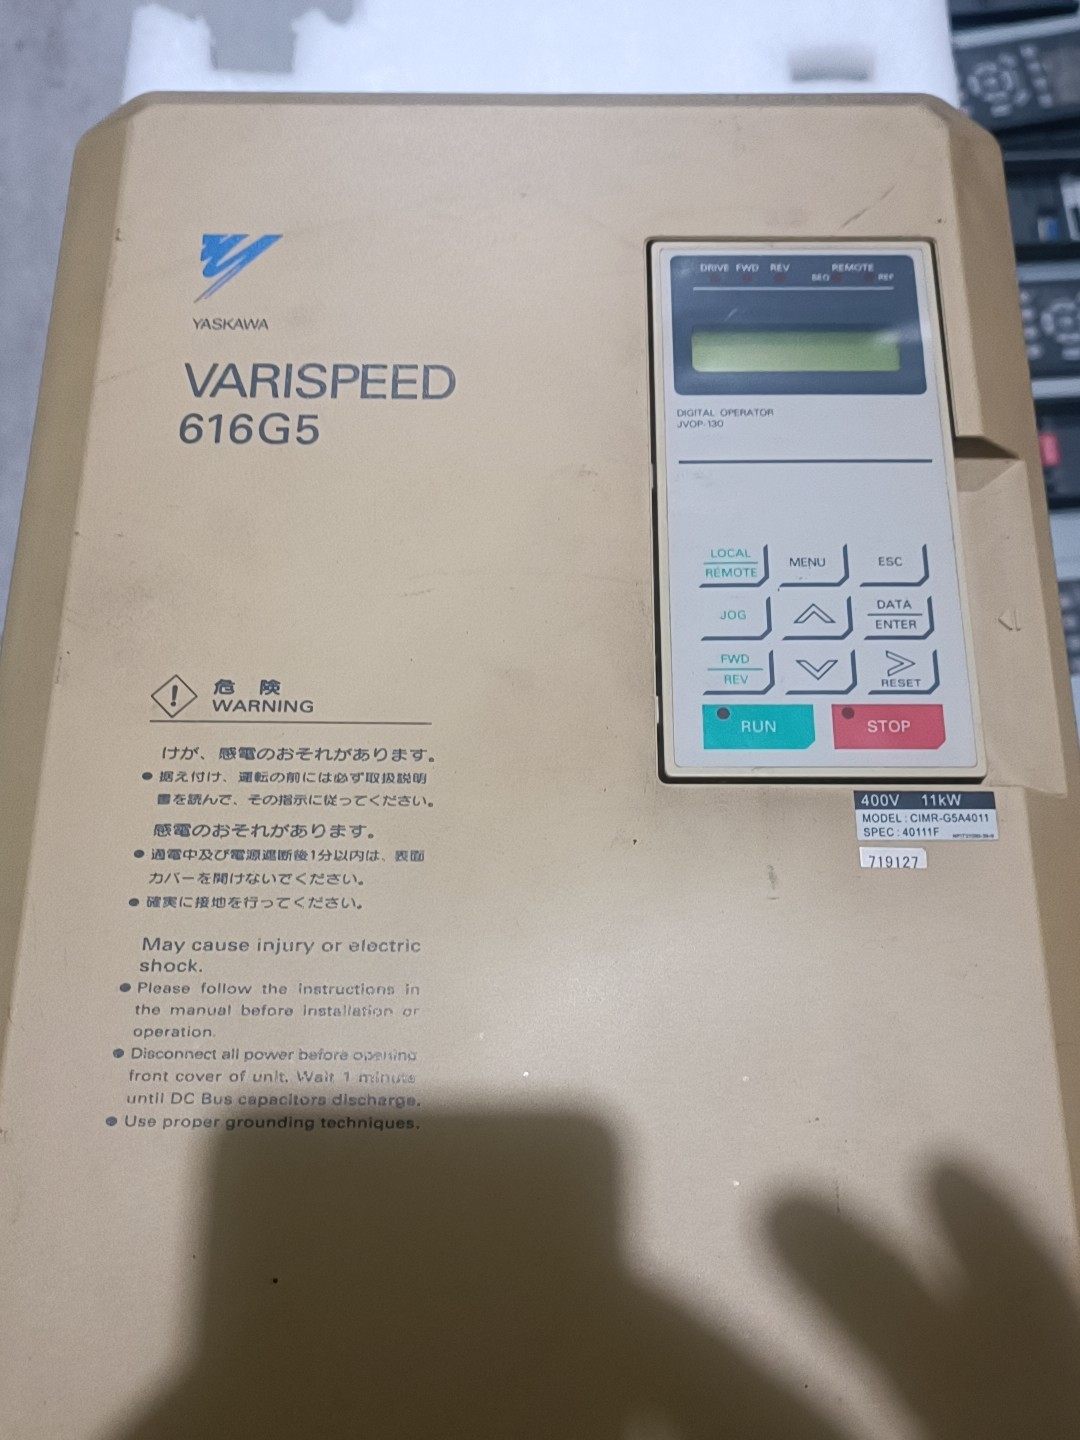 YASKAWA
VARISPEED
616G5
DRIVE FWD REV REMOTE
SEQ REF
DIGITAL OPERATOR
JVOP-130
LOCAL
REMOTE
MENU
ESC
JOG
DATA
ENTER
FWD
REV
RESET
RUN
STOP
400V 11kW
MODEL : CIMR-G5A4011
SPEC : 40111F
719127
危 険
WARNING
けが、感電のおそれがあります。
● 据え付け、運転の前には必ず取扱説明
書を読んで、その指示に従ってください。
感電のおそれがあります。
● 通電中及び電源遮断後1分以内は、表面
カバーを開けないでください。
● 確実に接地を行ってください。
May cause injury or electric
shock.
● Please follow the instructions in
the manual before installation or
operation.
● Disconnect all power before opening
front cover of unit. Wait 1 minute
until DC Bus capacitors discharge.
● Use proper grounding techniques.